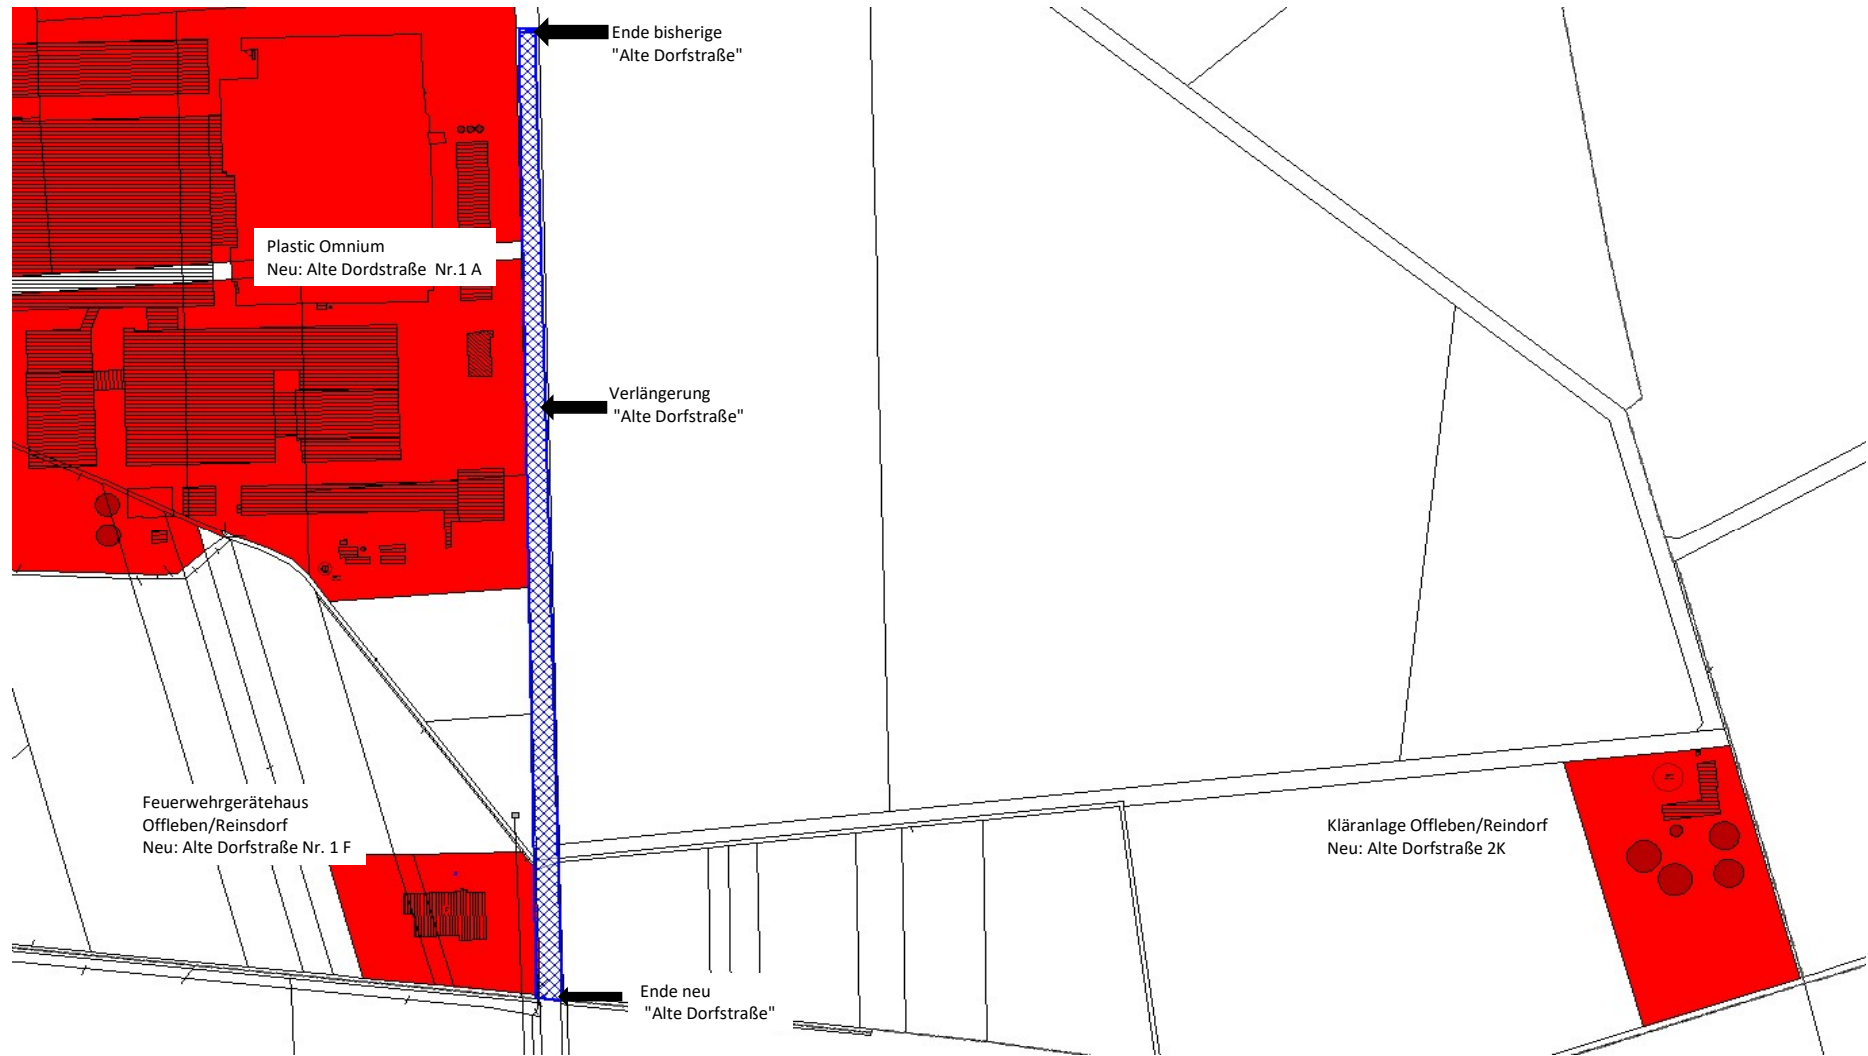 Ende bisherige
"Alte Dorfstraße"
Plastic Omnium
Neu: Alte Dordstraße Nr.1 A
Verlängerung
"Alte Dorfstraße"
Feuerwehrgerätehaus
Offleben/Reinsdorf
Neu: Alte Dorfstraße Nr. 1 F
Kläranlage Offleben/Reindorf
Neu: Alte Dorfstraße 2K
Ende neu
"Alte Dorfstraße"